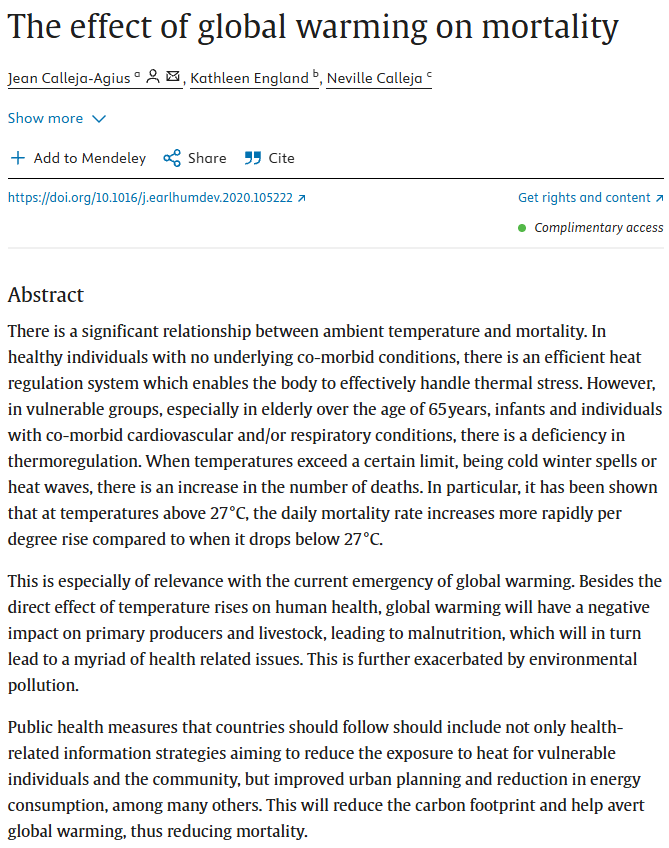 The effect of global warming on mortality
Jean Calleja-Agius a, Kathleen England b, Neville Calleja c
Show more
Add to Mendeley Share Cite
https://doi.org/10.1016/j.earlhumdev.2020.105222 ↗ Get rights and content ↗
Complimentary access
Abstract
There is a significant relationship between ambient temperature and mortality. In
healthy individuals with no underlying co-morbid conditions, there is an efficient heat
regulation system which enables the body to effectively handle thermal stress. However,
in vulnerable groups, especially in elderly over the age of 65years, infants and individuals
with co-morbid cardiovascular and/or respiratory conditions, there is a deficiency in
thermoregulation. When temperatures exceed a certain limit, being cold winter spells or
heat waves, there is an increase in the number of deaths. In particular, it has been shown
that at temperatures above 27°C, the daily mortality rate increases more rapidly per
degree rise compared to when it drops below 27°C.
This is especially of relevance with the current emergency of global warming. Besides the
direct effect of temperature rises on human health, global warming will have a negative
impact on primary producers and livestock, leading to malnutrition, which will in turn
lead to a myriad of health related issues. This is further exacerbated by environmental
pollution.
Public health measures that countries should follow should include not only health-
related information strategies aiming to reduce the exposure to heat for vulnerable
individuals and the community, but improved urban planning and reduction in energy
consumption, among many others. This will reduce the carbon footprint and help avert
global warming, thus reducing mortality.